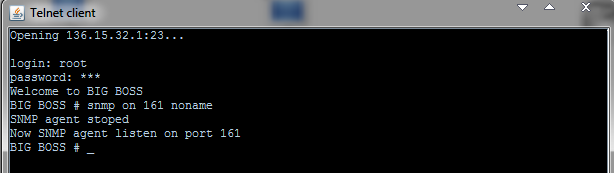 Telnet client
Opening 136.15.32.1:23...
login: root
password: ***
Welcome to BIG BOSS
BIG BOSS # snmp on 161 noname
SNMP agent stoped
Now SNMP agent listen on port 161
BIG BOSS # _